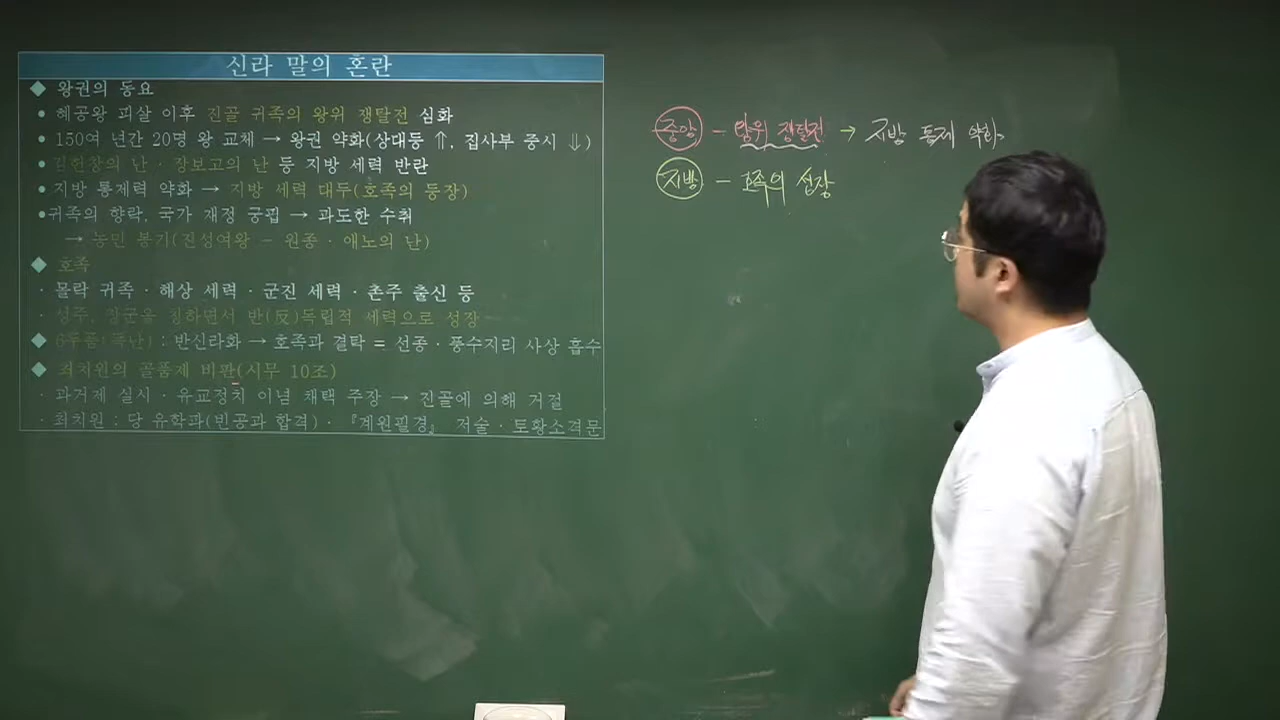 신라 말의 혼란
◆ 왕권의 동요
• 혜공왕 피살 이후 진골 귀족의 왕위 쟁탈전 심화
• 150여 년간 20명 왕 교체 → 왕권 약화(상대등 ⇑, 집사부 중시 ⇓)
• 김헌창의 난 · 장보고의 난 등 지방 세력 반란
• 지방 통제력 약화 → 지방 세력 대두(호족의 등장)
• 귀족의 향락, 국가 재정 궁핍 → 과도한 수취
→ 농민 봉기(진성여왕 - 원종 · 애노의 난)
◆ 호족
· 몰락 귀족 · 해상 세력 · 군진 세력 · 촌주 출신 등
· 성주, 장군을 칭하면서 반(反)독립적 세력으로 성장
◆ 6두품(득난) : 반신라화 → 호족과 결탁 = 선종 · 풍수지리 사상 흡수
◆ 최치원의 골품제 비판(시무 10조)
· 과거제 실시 · 유교정치 이념 채택 주장 → 진골에 의해 거절
· 최치원 : 당 유학파(빈공과 합격) · 『계원필경』 저술 · 토황소격문
중앙 - 왕위 쟁탈전 → 지방 통제 약화
지방 - 호족의 성장